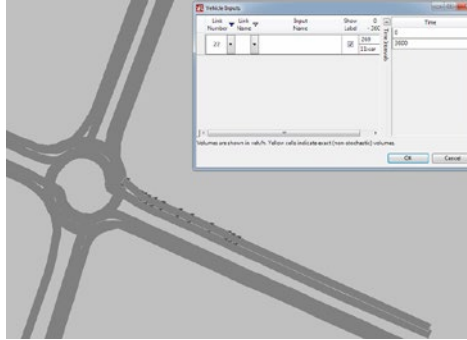 Vehicle Inputs
Link Number
Link Name
Input Name
Show Label
0
Time Intervals
Time
0
3600
Volumes are shown in veh/h. Yellow cells indicate exact (non stochastic) volumes.
OK
Cancel